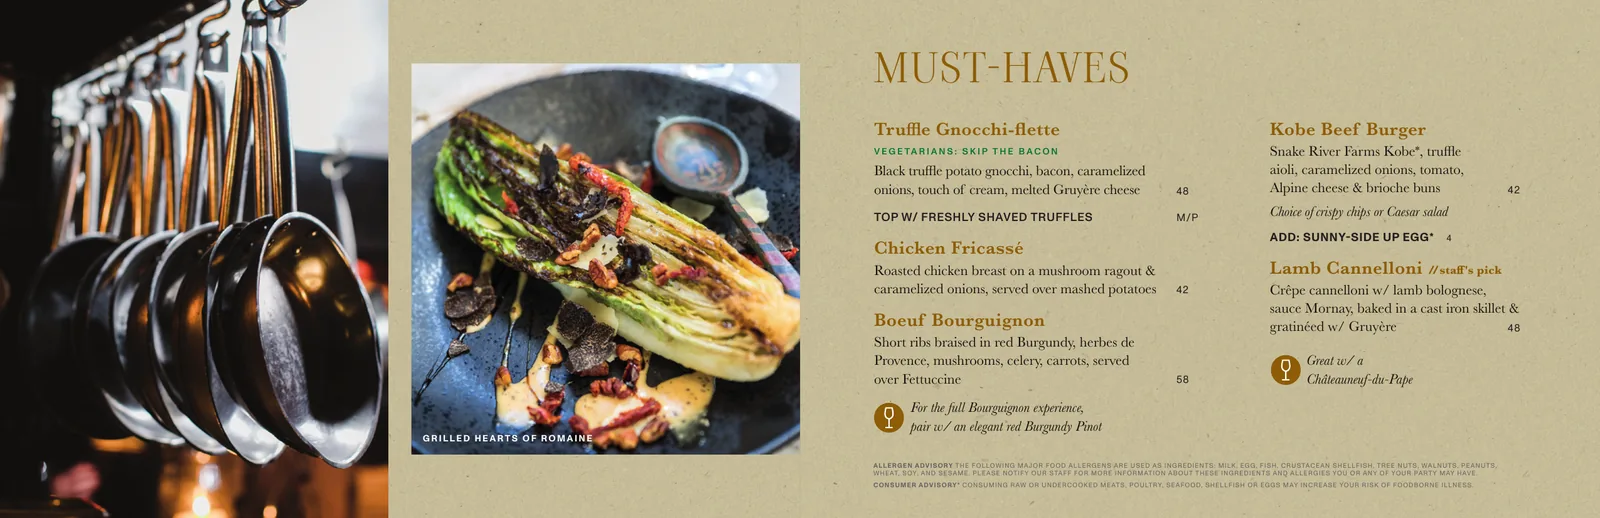 GRILLED HEARTS OF ROMAINE
MUST-HAVES
Truffle Gnocchi-flette
VEGETARIANS: SKIP THE BACON
Black truffle potato gnocchi, bacon, caramelized
onions, touch of cream, melted Gruyère cheese 48
TOP W/ FRESHLY SHAVED TRUFFLES M/P
Chicken Fricassé
Roasted chicken breast on a mushroom ragout &
caramelized onions, served over mashed potatoes 42
Boeuf Bourguignon
Short ribs braised in red Burgundy, herbes de
Provence, mushrooms, celery, carrots, served
over Fettuccine 58
For the full Bourguignon experience,
pair w/ an elegant red Burgundy Pinot
Kobe Beef Burger
Snake River Farms Kobe*, truffle
aioli, caramelized onions, tomato,
Alpine cheese & brioche buns 42
Choice of crispy chips or Caesar salad
ADD: SUNNY-SIDE UP EGG* 4
Lamb Cannelloni //staff's pick
Crêpe cannelloni w/ lamb bolognese,
sauce Mornay, baked in a cast iron skillet &
gratinéed w/ Gruyère 48
Great w/ a
Châteauneuf-du-Pape
ALLERGEN ADVISORY THE FOLLOWING MAJOR FOOD ALLERGENS ARE USED AS INGREDIENTS: MILK, EGG, FISH, CRUSTACEAN SHELLFISH, TREE NUTS, WALNUTS, PEANUTS,
WHEAT, SOY, AND SESAME. PLEASE NOTIFY OUR STAFF FOR MORE INFORMATION ABOUT THESE INGREDIENTS AND ALLERGIES YOU OR ANY OF YOUR PARTY MAY HAVE.
CONSUMER ADVISORY* CONSUMING RAW OR UNDERCOOKED MEATS, POULTRY, SEAFOOD, SHELLFISH OR EGGS MAY INCREASE YOUR RISK OF FOODBORNE ILLNESS.